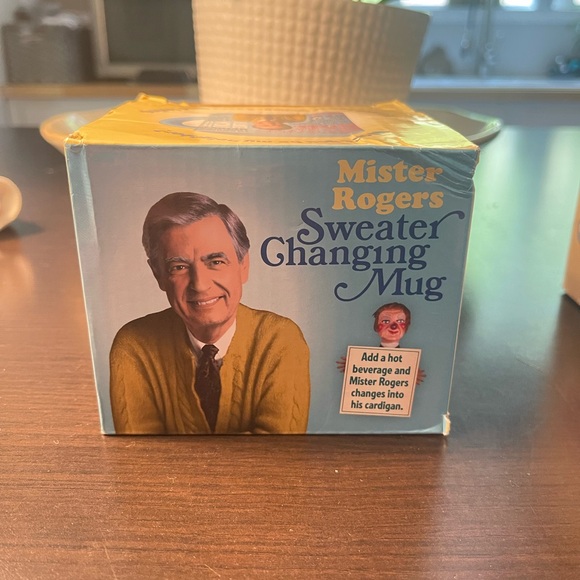 Mister
Rogers
Sweater
Changing
Mug
Add a hot
beverage and
Mister Rogers
changes into
his cardigan.